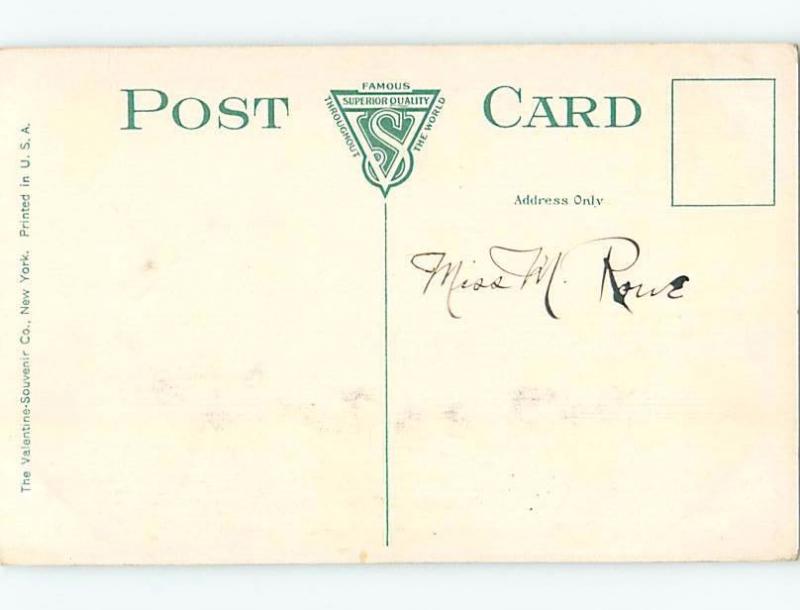 POST CARD
FAMOUS
SUPERIOR QUALITY
THROUGHOUT THE WORLD
VS
Address Only
Miss M. Rowe
The Valentine-Souvenir Co., New York. Printed in U. S. A.